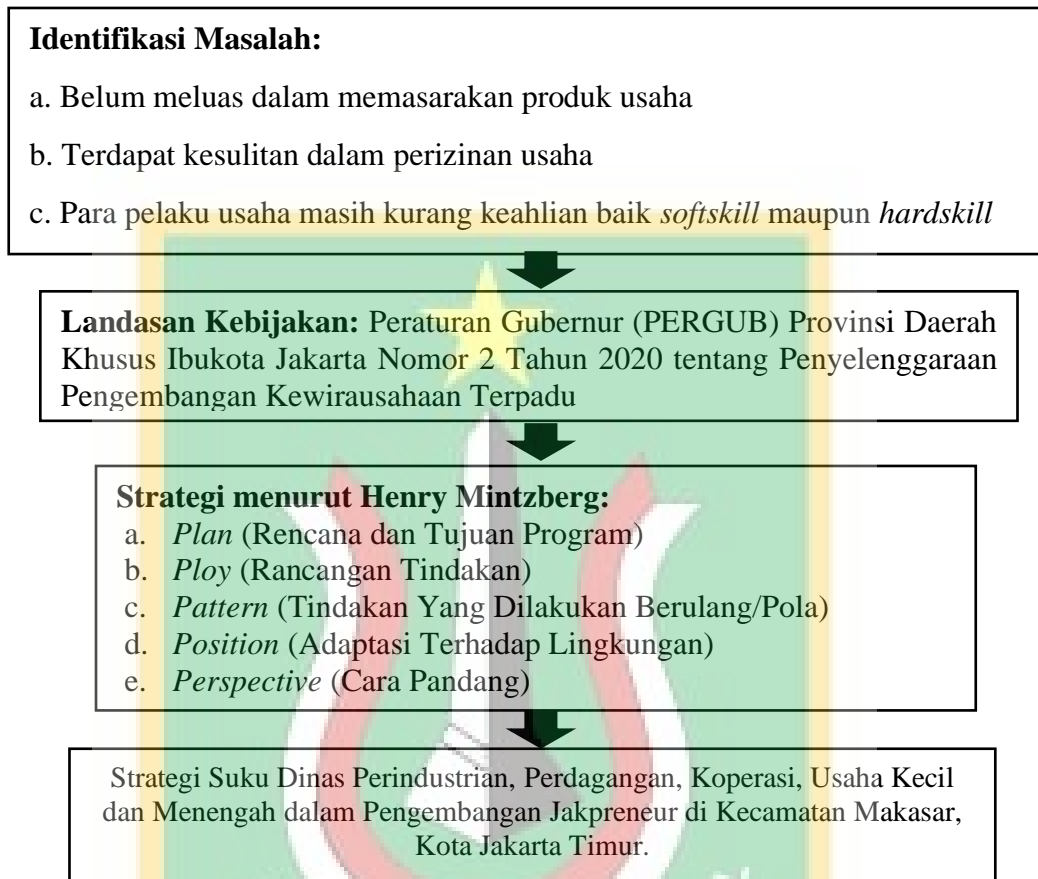 Identifikasi Masalah:
a. Belum meluas dalam memasarakan produk usaha
b. Terdapat kesulitan dalam perizinan usaha
c. Para pelaku usaha masih kurang keahlian baik softskill maupun hardskill
Landasan Kebijakan: Peraturan Gubernur (PERGUB) Provinsi Daerah
Khusus Ibukota Jakarta Nomor 2 Tahun 2020 tentang Penyelenggaraan
Pengembangan Kewirausahaan Terpadu
Strategi menurut Henry Mintzberg:
a. Plan (Rencana dan Tujuan Program)
b. Ploy (Rancangan Tindakan)
c. Pattern (Tindakan Yang Dilakukan Berulang/Pola)
d. Position (Adaptasi Terhadap Lingkungan)
e. Perspective (Cara Pandang)
Strategi Suku Dinas Perindustrian, Perdagangan, Koperasi, Usaha Kecil
dan Menengah dalam Pengembangan Jakpreneur di Kecamatan Makasar,
Kota Jakarta Timur.